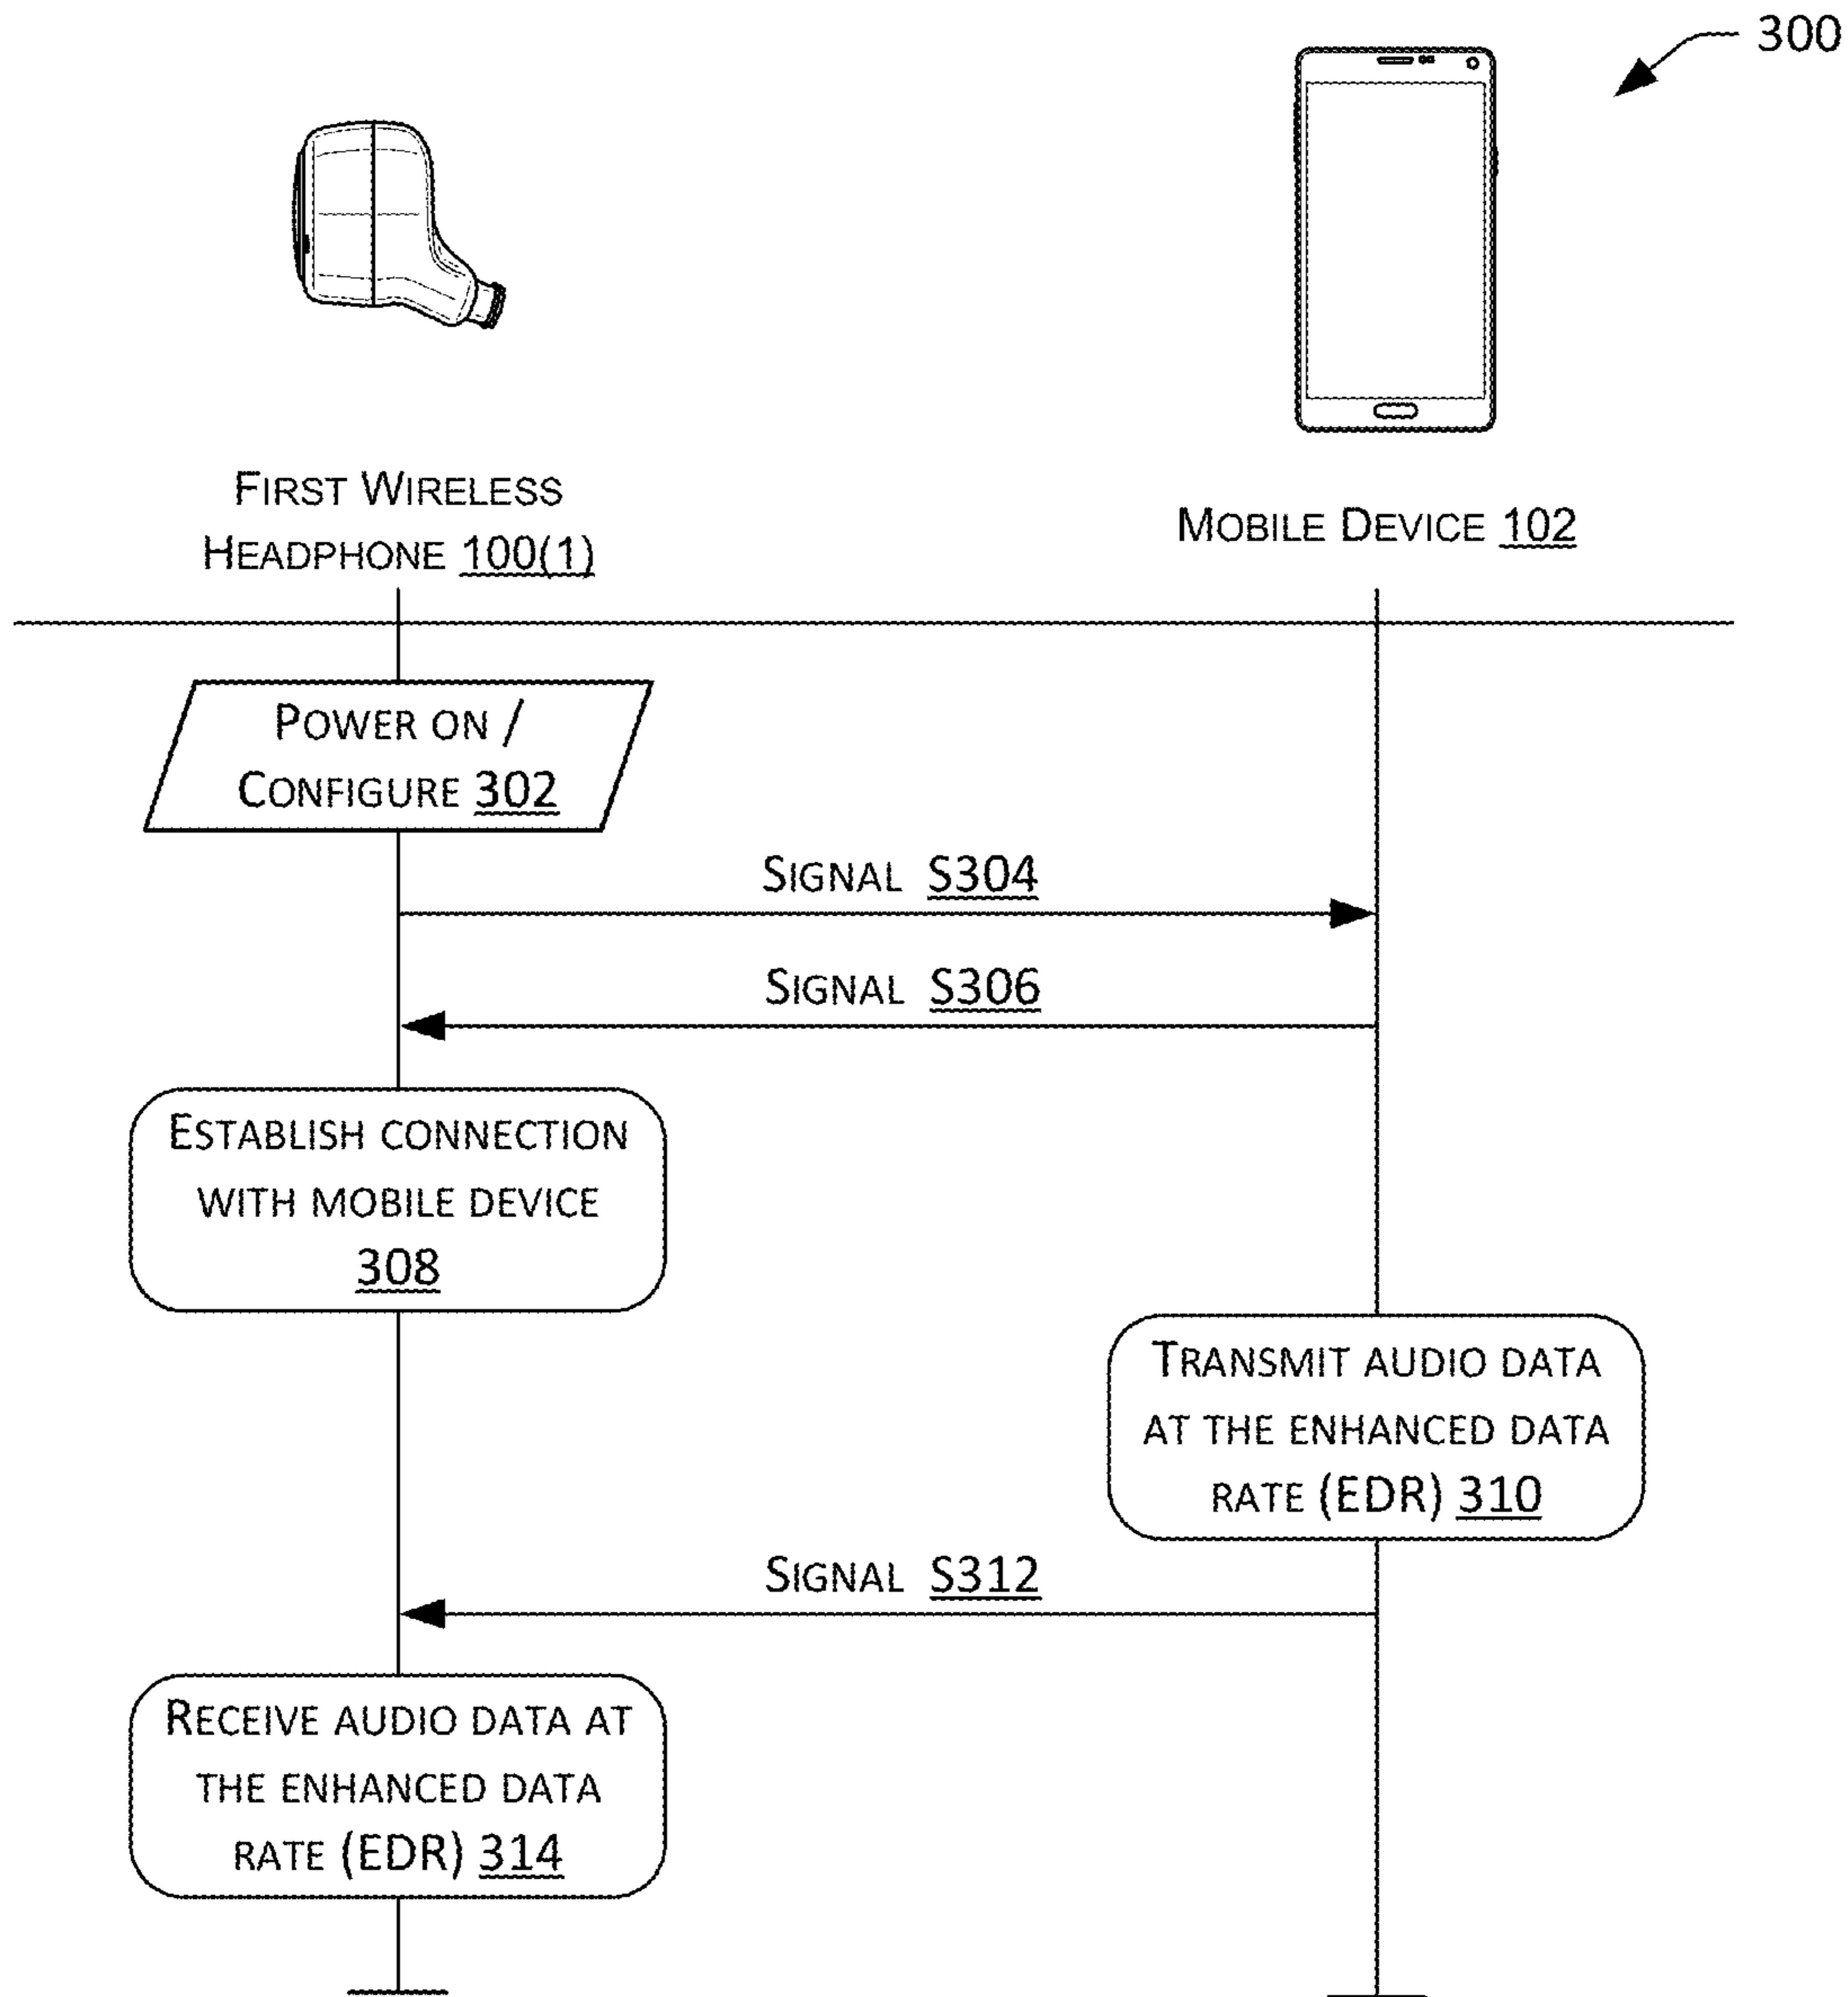 300
FIRST WIRELESS
HEADPHONE 100(1)
MOBILE DEVICE 102
POWER ON /
CONFIGURE 302
SIGNAL S304
SIGNAL S306
ESTABLISH CONNECTION
WITH MOBILE DEVICE
308
TRANSMIT AUDIO DATA
AT THE ENHANCED DATA
RATE (EDR) 310
SIGNAL S312
RECEIVE AUDIO DATA AT
THE ENHANCED DATA
RATE (EDR) 314